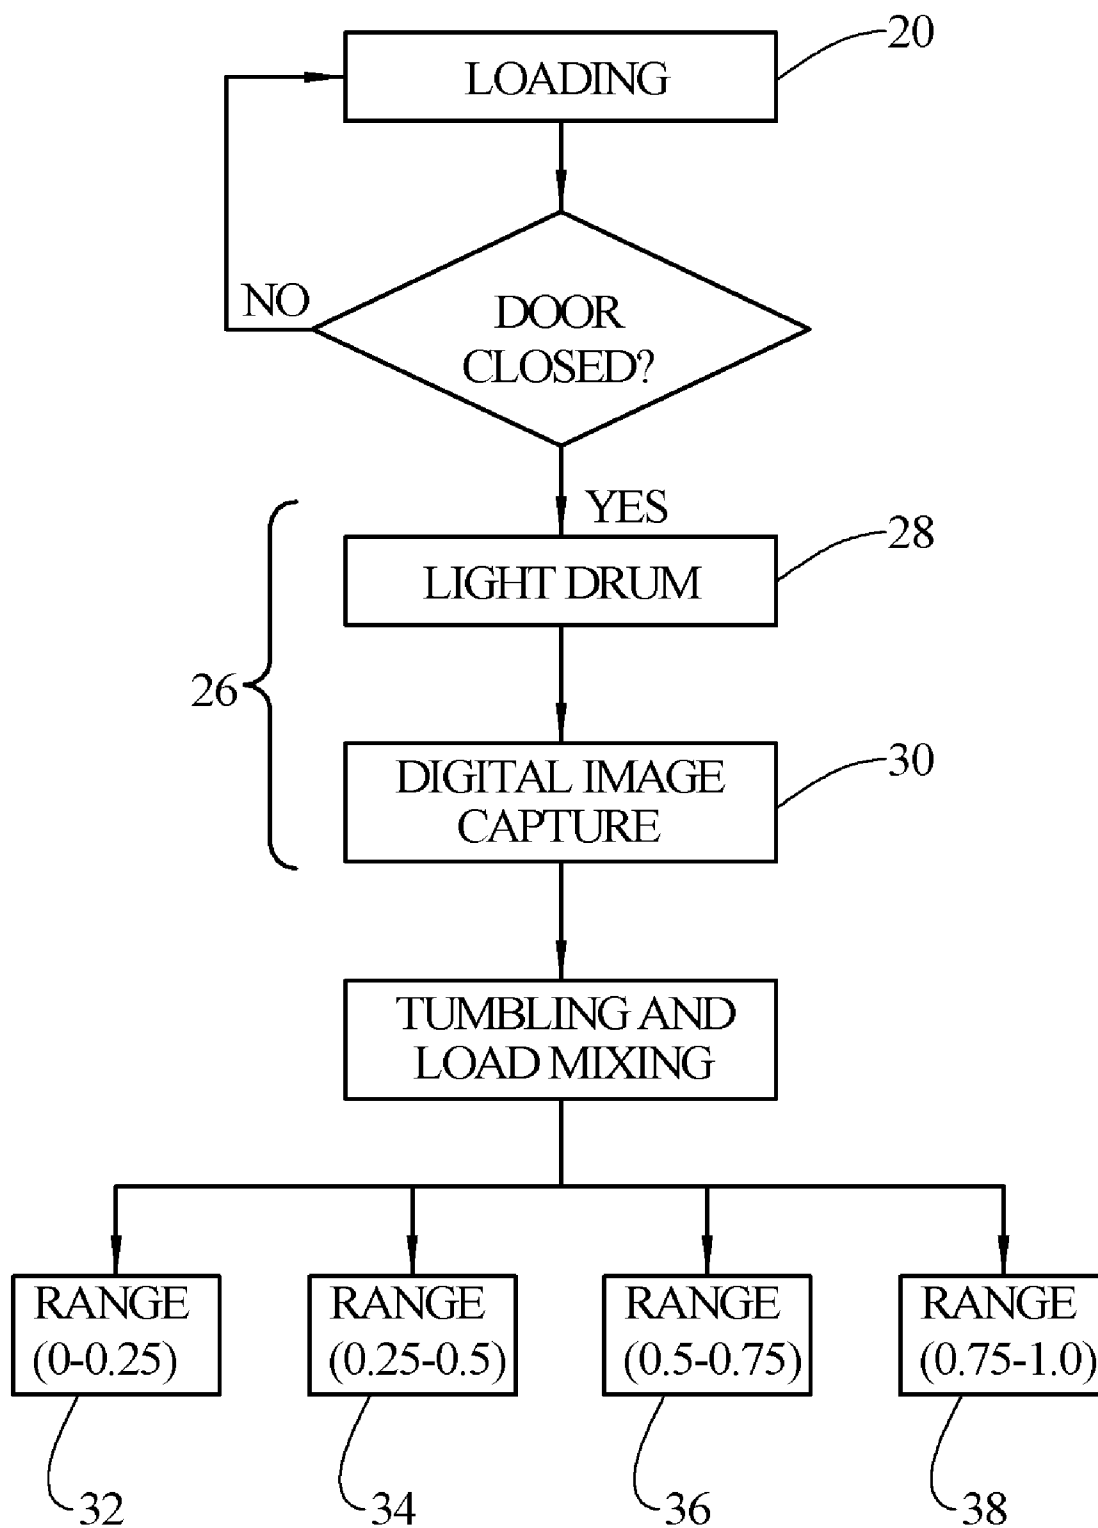 20
LOADING
NO
DOOR
CLOSED?
YES
28
LIGHT DRUM
26
30
DIGITAL IMAGE
CAPTURE
TUMBLING AND
LOAD MIXING
RANGE
(0-0.25)
RANGE
(0.25-0.5)
RANGE
(0.5-0.75)
RANGE
(0.75-1.0)
32
34
36
38